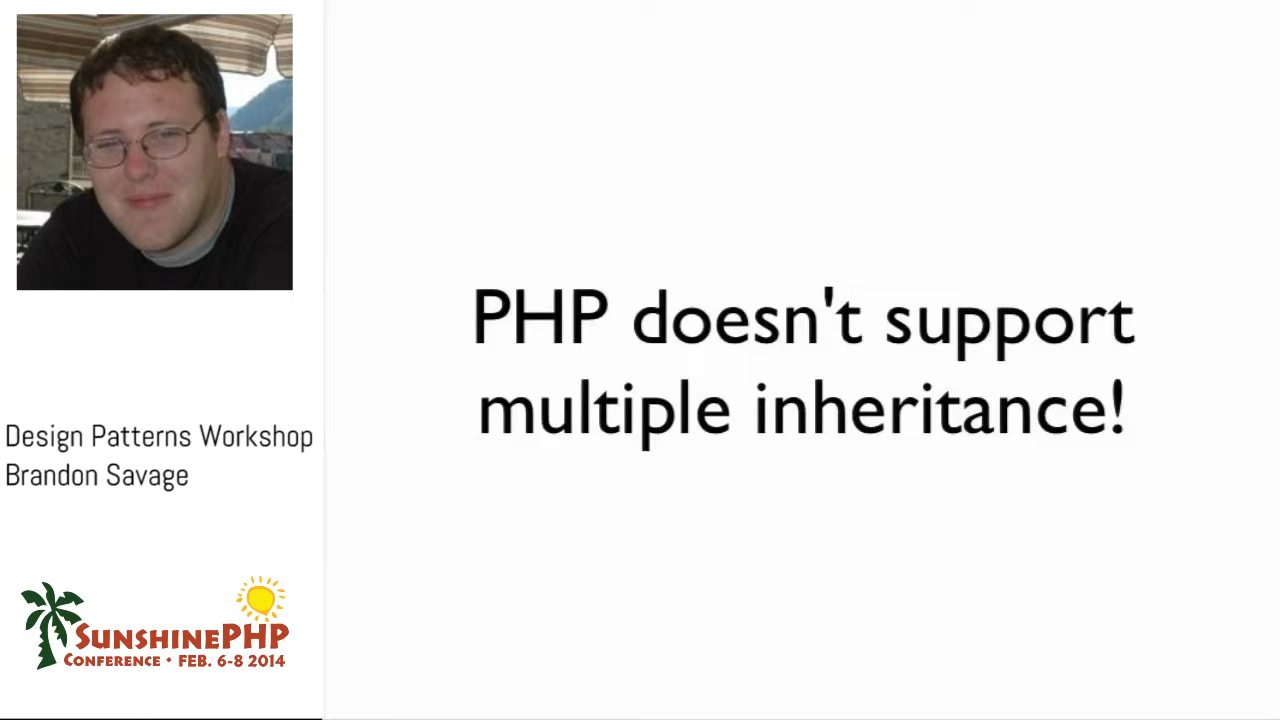 PHP doesn't support
multiple inheritance!
Design Patterns Workshop
Brandon Savage
SUNSHINEPHP
CONFERENCE • FEB. 6-8 2014